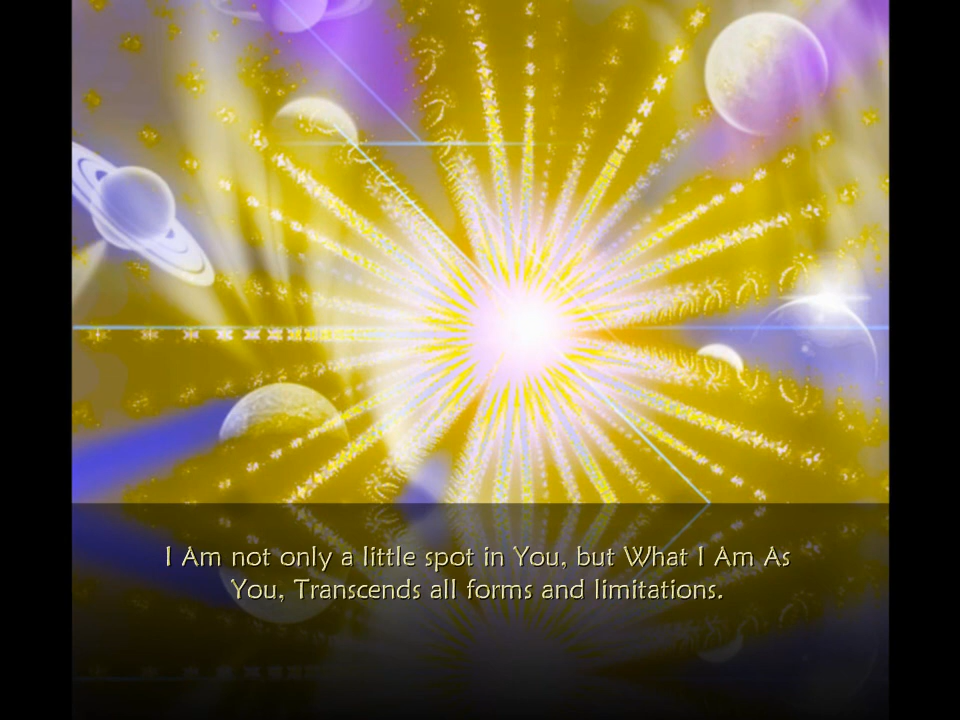 I Am not only a little spot in You, but What I Am As
You, Transcends all forms and limitations.